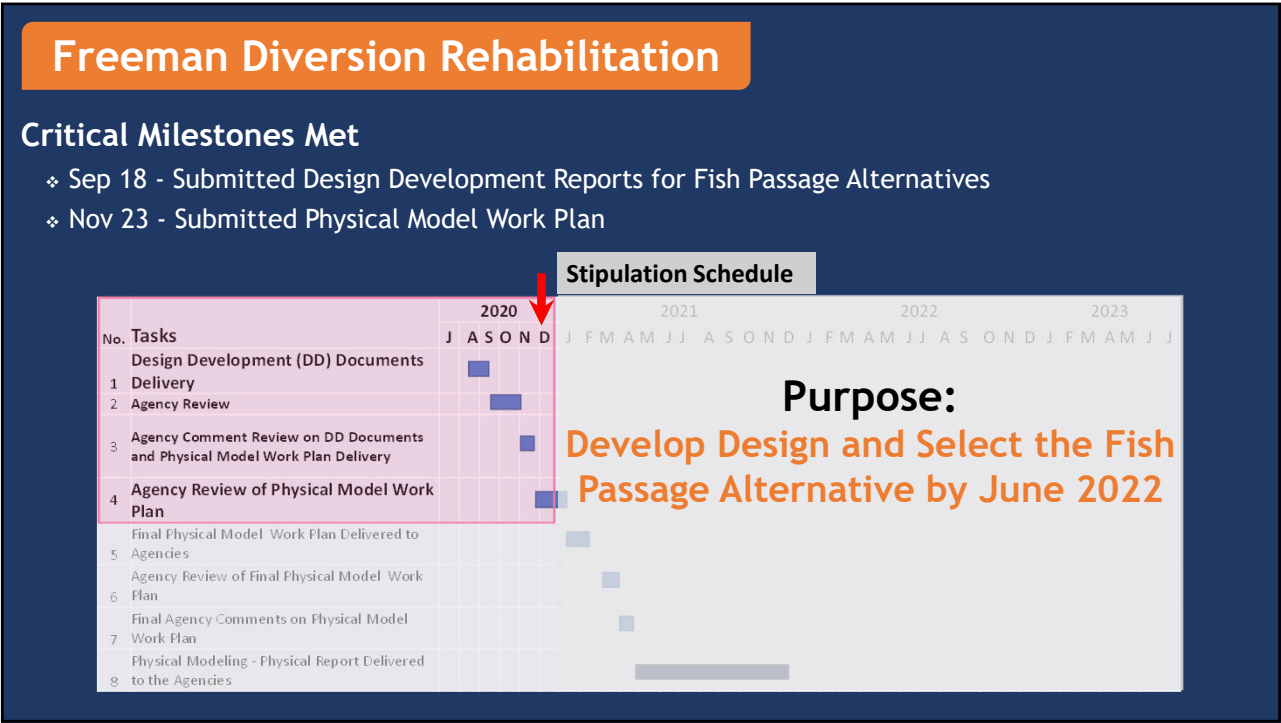 Freeman Diversion Rehabilitation
Critical Milestones Met
❖ Sep 18 - Submitted Design Development Reports for Fish Passage Alternatives
❖ Nov 23 - Submitted Physical Model Work Plan
Stipulation Schedule
2020 2021 2022 2023
No. Tasks J A S O N D J F M A M J J A S O N D J F M A M J J A S O N D J F M A M J J
Design Development (DD) Documents
1 Delivery
2 Agency Review
3 Agency Comment Review on DD Documents
and Physical Model Work Plan Delivery
4 Agency Review of Physical Model Work
Plan
Purpose:
Develop Design and Select the Fish
Passage Alternative by June 2022
Final Physical Model Work Plan Delivered to
5 Agencies
Agency Review of Final Physical Model Work
6 Plan
Final Agency Comments on Physical Model
7 Work Plan
Physical Modeling - Physical Report Delivered
8 to the Agencies